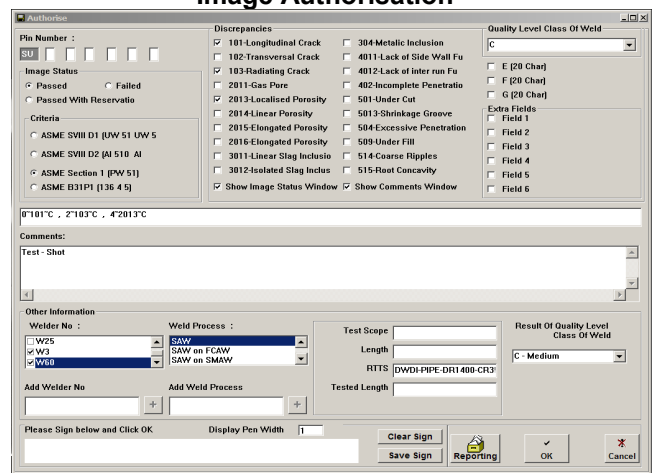 Image Authorisation
Authorise
Pin Number :
SU
Image Status
Passed
Failed
Passed With Reservatio
Criteria
ASME SVIII D1 (UW 51 UW 5
ASME SVIII D2 (AI 510 AI
ASME Section 1 (PW 51)
ASME B31P1 (136 4 5)
Discrepancies
101-Longitudinal Crack
102-Transversal Crack
103-Radiating Crack
2011-Gas Pore
2013-Localised Porosity
2014-Linear Porosity
2015-Elongated Porosity
2016-Elongated Porosity
3011-Linear Slag Inclusio
3012-Isolated Slag Inclus
Show Image Status Window
304-Metalic Inclusion
4011-Lack of Side Wall Fu
4012-Lack of inter run Fu
402-Incomplete Penetratio
501-Under Cut
5013-Shrinkage Groove
504-Excessive Penetration
509-Under Fill
514-Coarse Ripples
515-Root Concavity
Show Comments Window
Quality Level Class Of Weld
C
E (20 Char)
F (20 Char)
G (20 Char)
Extra Fields
Field 1
Field 2
Field 3
Field 4
Field 5
Field 6
0~101~C , 2~103~C , 4~2013~C
Comments:
Test - Shot
Other Information
Welder No :
W25
W3
W60
Add Welder No
+
Weld Process :
SAW
SAW on FCAW
SAW on SMAW
Add Weld Process
+
Test Scope
Length
RTTS DWDI-PIPE-DR1400-CR3
Tested Length
Result Of Quality Level
Class Of Weld
C - Medium
Please Sign below and Click OK
Display Pen Width 1
Clear Sign
Save Sign
Reporting
OK
Cancel